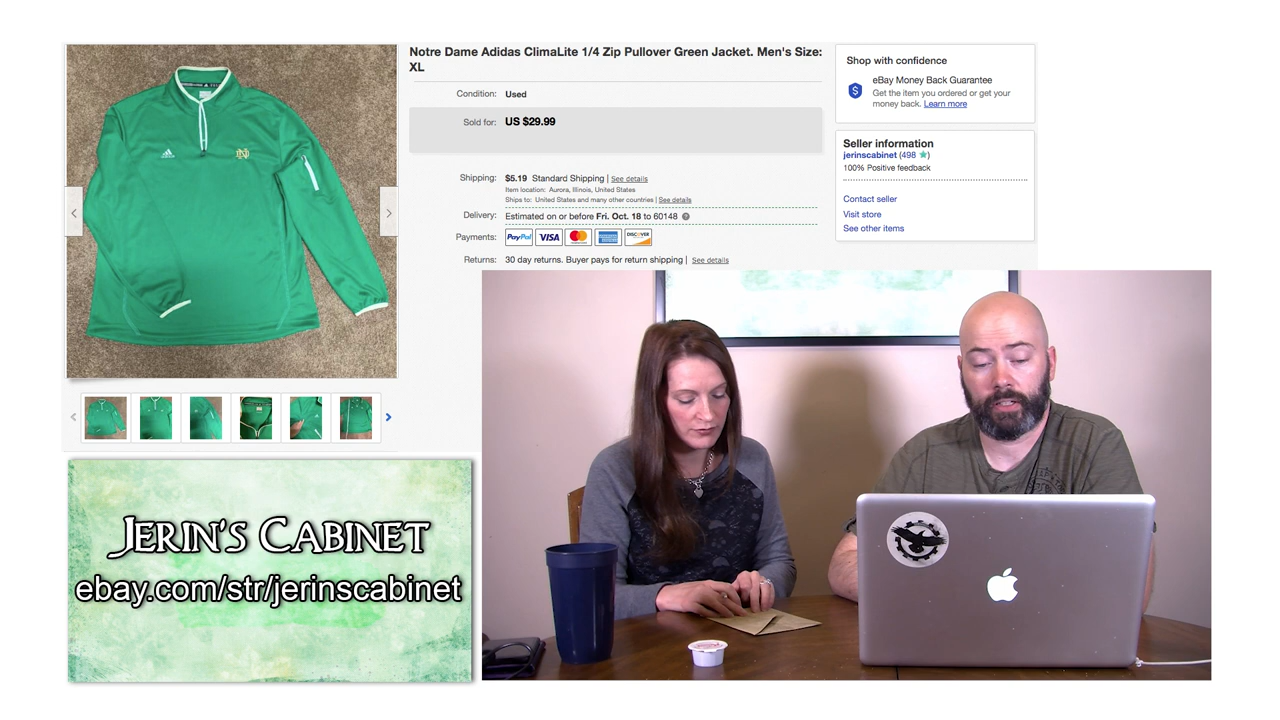 Notre Dame Adidas ClimaLite 1/4 Zip Pullover Green Jacket. Men's Size:
XL
Condition: Used
Sold for: US $29.99
Shipping: $5.19 Standard Shipping | See details
Item location: Aurora, Illinois, United States
Ships to: United States and many other countries | See details
Delivery: Estimated on or before Fri. Oct. 18 to 60148 ?
Payments: PayPal VISA MasterCard DISCOVER
Returns: 30 day returns. Buyer pays for return shipping | See details
Shop with confidence
eBay Money Back Guarantee
Get the item you ordered or get your
money back. Learn more
Seller information
jerinscabinet (498 )
100% Positive feedback
Contact seller
Visit store
See other items
JERIN'S CABINET
ebay.com/str/jerinscabinet